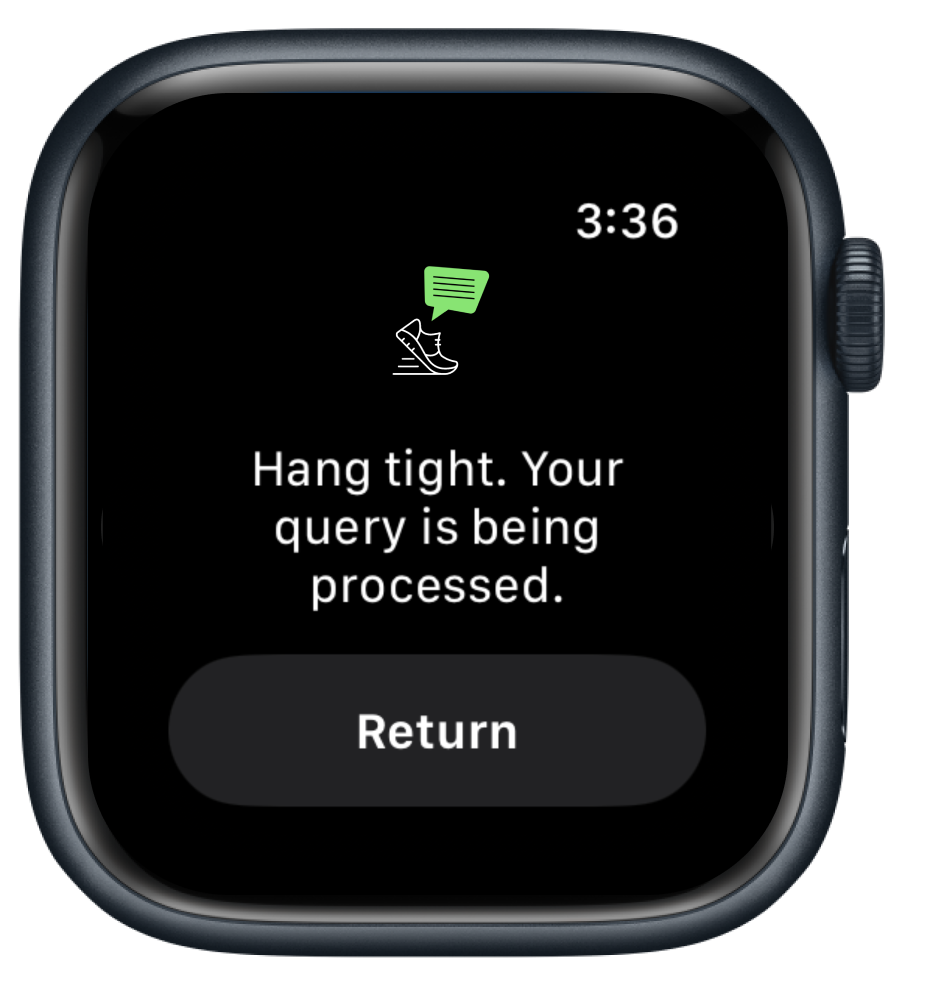 3:36
Hang tight. Your
query is being
processed.
Return